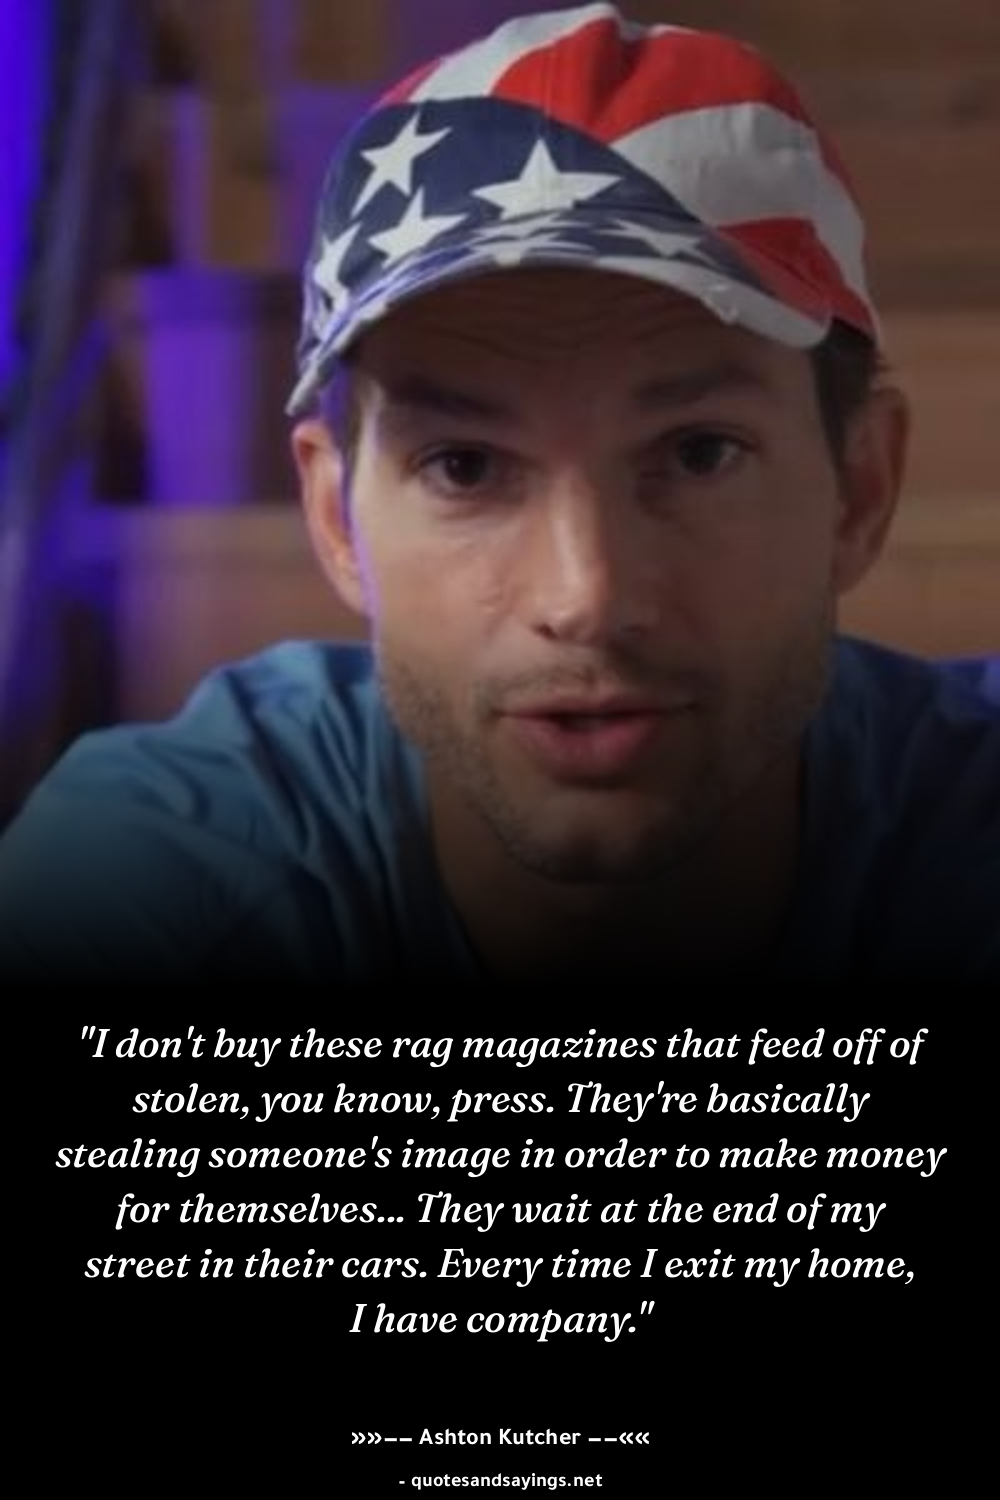 "I don't buy these rag magazines that feed off of
stolen, you know, press. They're basically
stealing someone's image in order to make money
for themselves... They wait at the end of my
street in their cars. Every time I exit my home,
I have company."
»»–– Ashton Kutcher ––««
- quotesandsayings.net